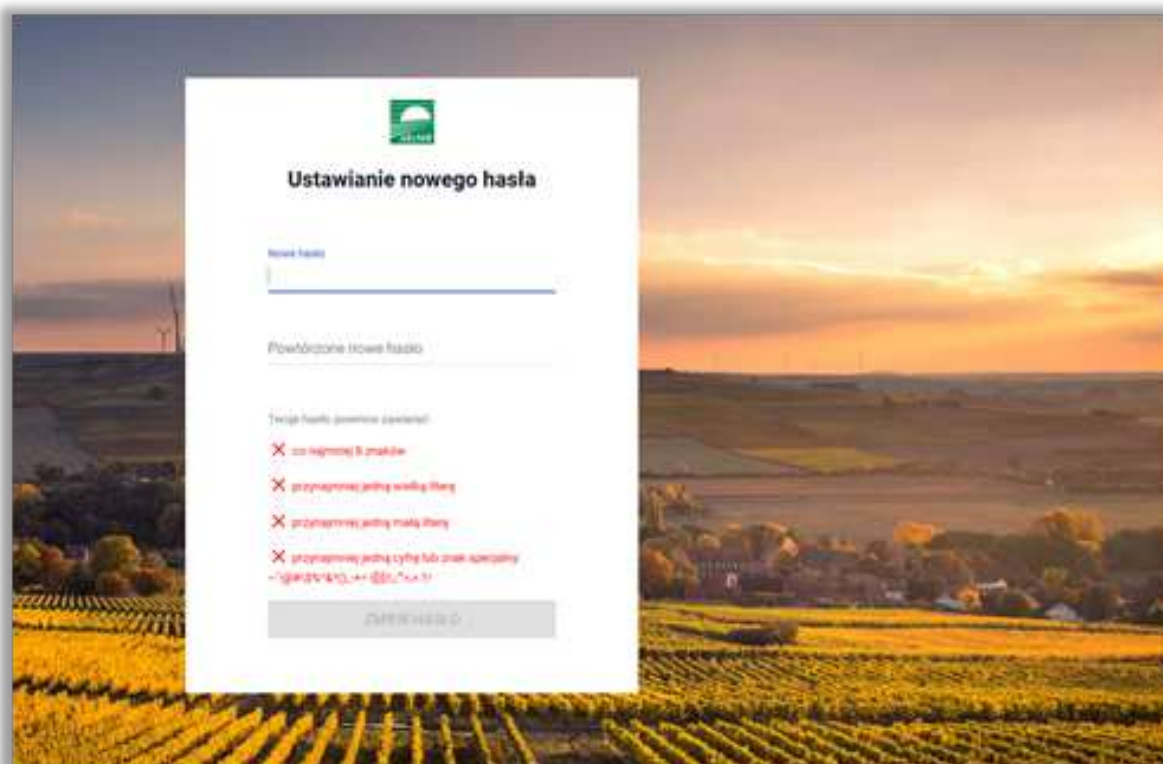 Ustawianie nowego hasła
Nowe hasło
Powtórzone nowe hasło
Twoje hasło powinno zawierać:
co najmniej 8 znaków
przynajmniej jedną wielką literę
przynajmniej jedną małą literę
przynajmniej jedną cyfrę lub znak specjalny
ZMIEŃ HASŁO